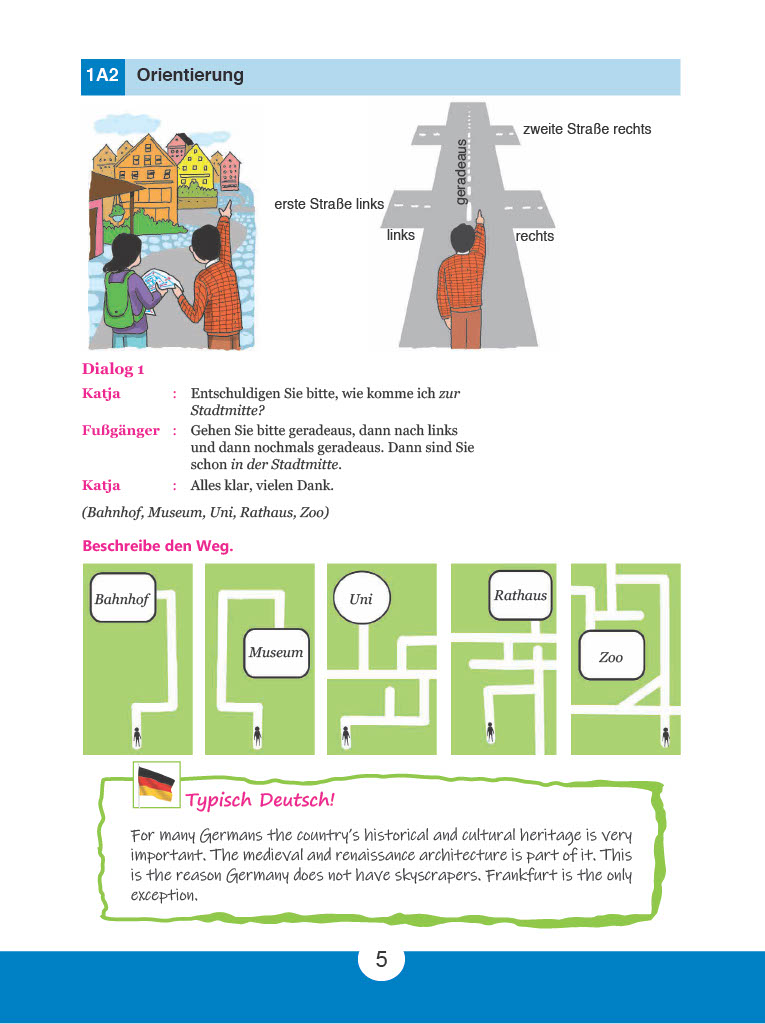 1A2 Orientierung
zweite Straße rechts
geradeaus
erste Straße links
links
rechts
Dialog 1
Katja : Entschuldigen Sie bitte, wie komme ich zur
Stadtmitte?
Fußgänger : Gehen Sie bitte geradeaus, dann nach links
und dann nochmals geradeaus. Dann sind Sie
schon in der Stadtmitte.
Katja : Alles klar, vielen Dank.
(Bahnhof, Museum, Uni, Rathaus, Zoo)
Beschreibe den Weg.
Bahnhof
Museum
Uni
Rathaus
Zoo
Typisch Deutsch!
For many Germans the country's historical and cultural heritage is very
important. The medieval and renaissance architecture is part of it. This
is the reason Germany does not have skyscrapers. Frankfurt is the only
exception.
5